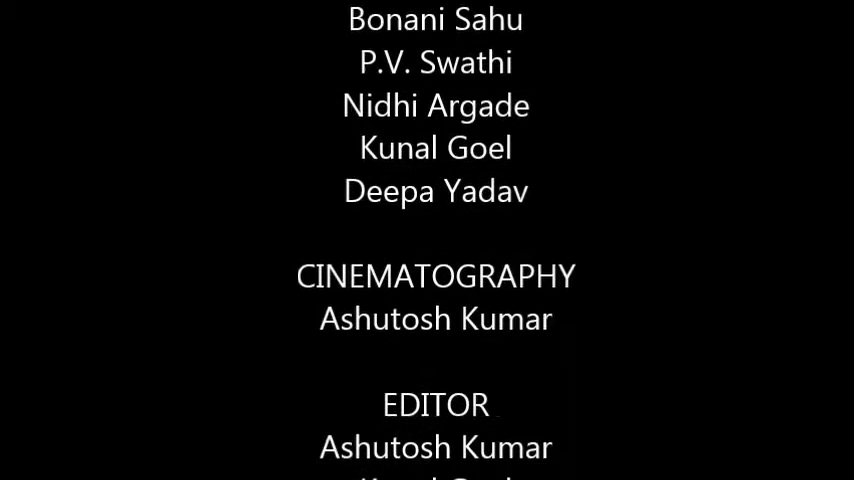 Bonani Sahu
P.V. Swathi
Nidhi Argade
Kunal Goel
Deepa Yadav
CINEMATOGRAPHY
Ashutosh Kumar
EDITOR
Ashutosh Kumar